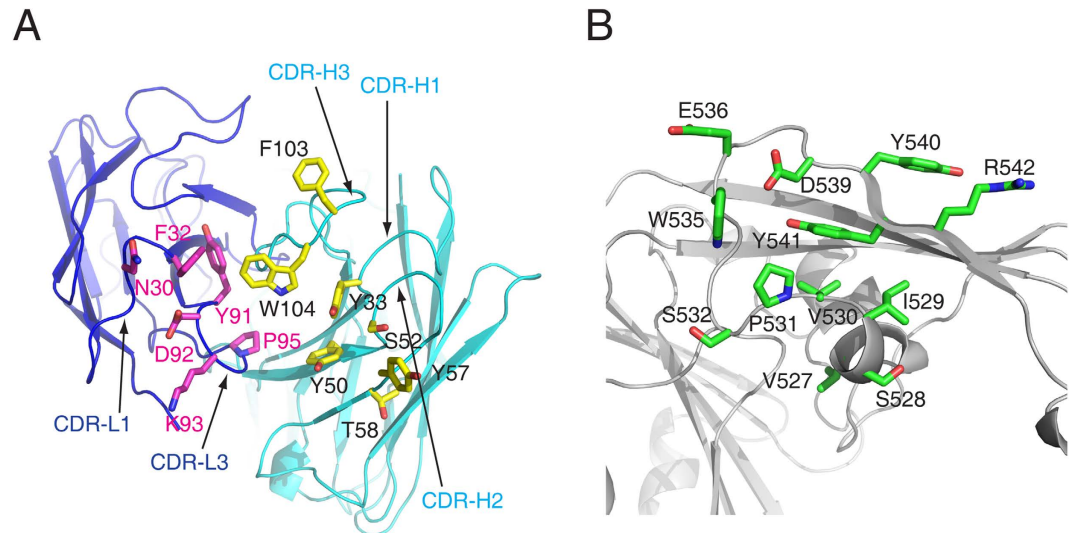 A
B
CDR-H3
CDR-H1
F103
F32
N30
W104
Y33
Y91
S52
D92
P95
Y50
Y57
K93
T58
CDR-L1
CDR-L3
CDR-H2
E536
Y540
D539
R542
W535
Y541
S532
P531
V530
I529
V527
S528